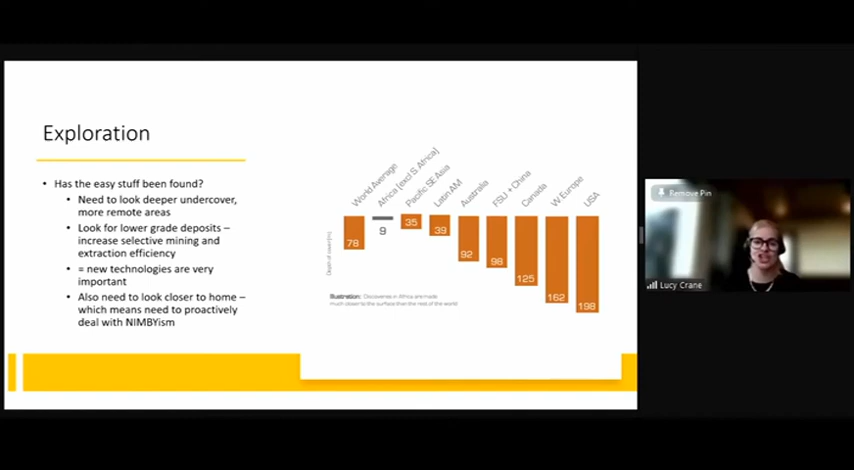 Exploration
• Has the easy stuff been found?
• Need to look deeper undercover,
more remote areas
• Look for lower grade deposits –
increase selective mining and
extraction efficiency
• = new technologies are very
important
• Also need to look closer to home –
which means need to proactively
deal with NIMBYism
World Average
Africa [excl S Africa]
Pacific SE Asia
Latin AM
Australia
FSU + China
Canada
W Europe
USA
Depth of cover [m]
78
9
35
39
92
98
125
162
198
Illustration: Discoveries in Africa are made
much closer to the surface than the rest of the world
Remove Pin
Lucy Crane